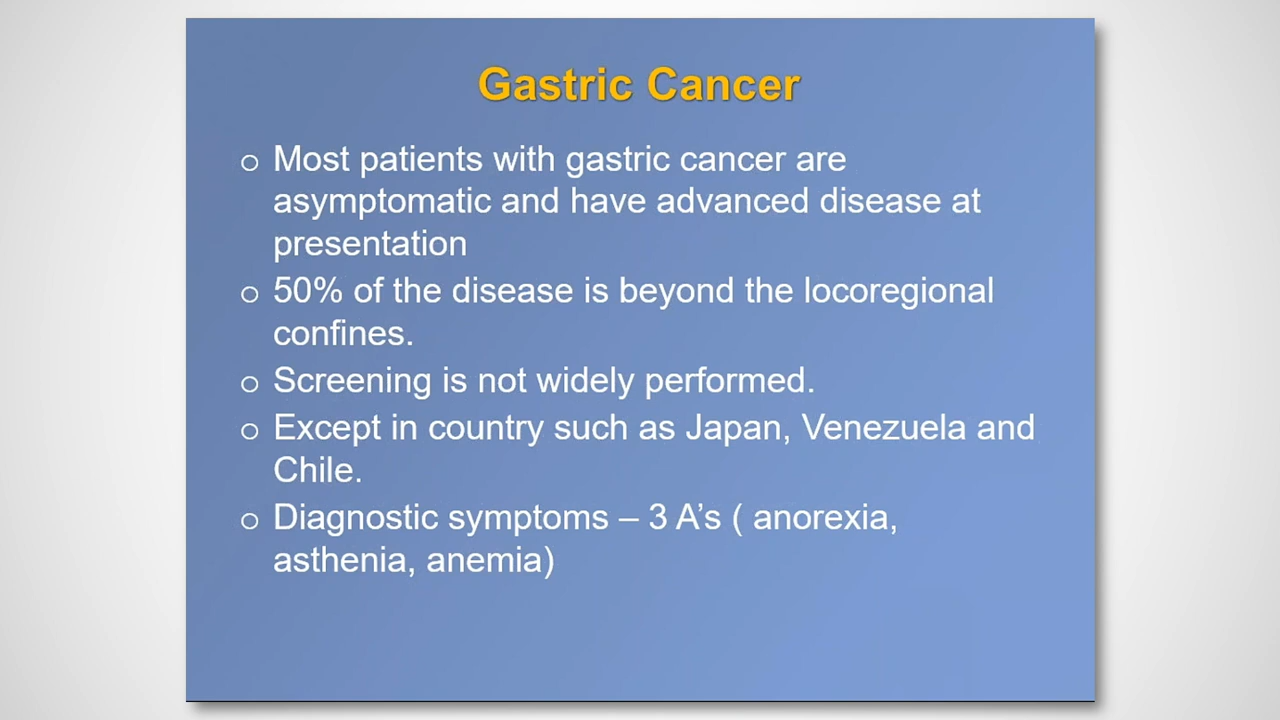 Gastric Cancer
o Most patients with gastric cancer are
asymptomatic and have advanced disease at
presentation
o 50% of the disease is beyond the locoregional
confines.
o Screening is not widely performed.
o Except in country such as Japan, Venezuela and
Chile.
o Diagnostic symptoms – 3 A’s ( anorexia,
asthenia, anemia)